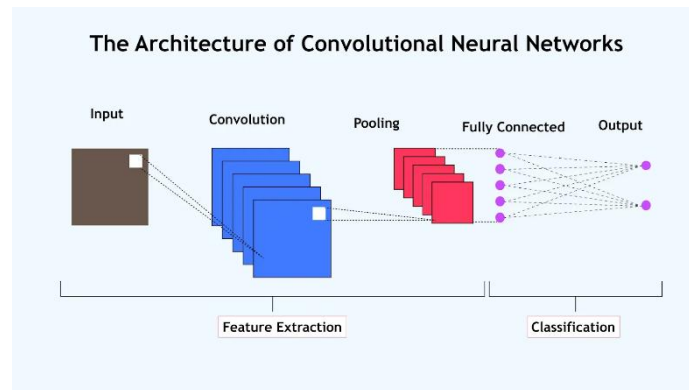 The Architecture of Convolutional Neural Networks
Input
Convolution
Pooling
Fully Connected
Output
Feature Extraction
Classification